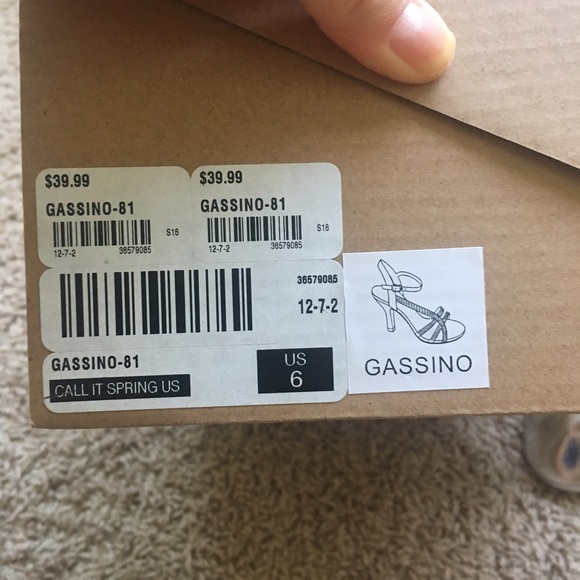 $39.99
GASSINO-81
S16
12-7-2 36579085
$39.99
GASSINO-81
S16
12-7-2 36579085
36579085
12-7-2
GASSINO-81
CALL IT SPRING US
US
6
GASSINO